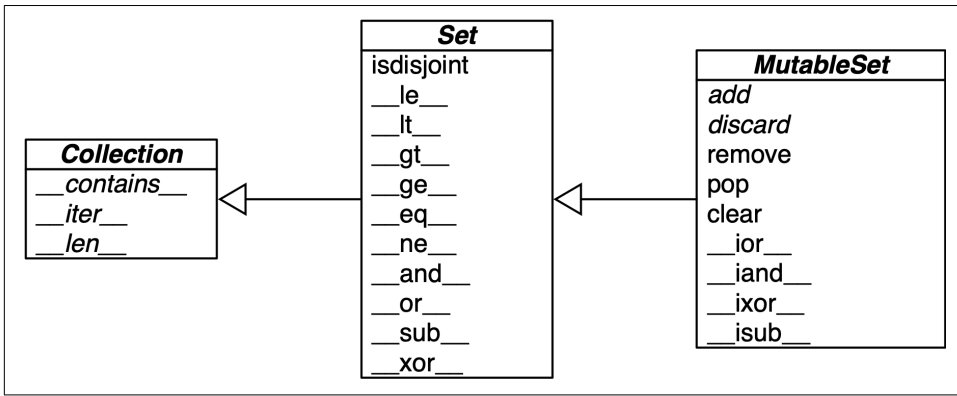 Collection
__contains__
__iter__
__len__
Set
isdisjoint
__le__
__lt__
__gt__
__ge__
__eq__
__ne__
__and__
__or__
__sub__
__xor__
MutableSet
add
discard
remove
pop
clear
__ior__
__iand__
__ixor__
__isub__